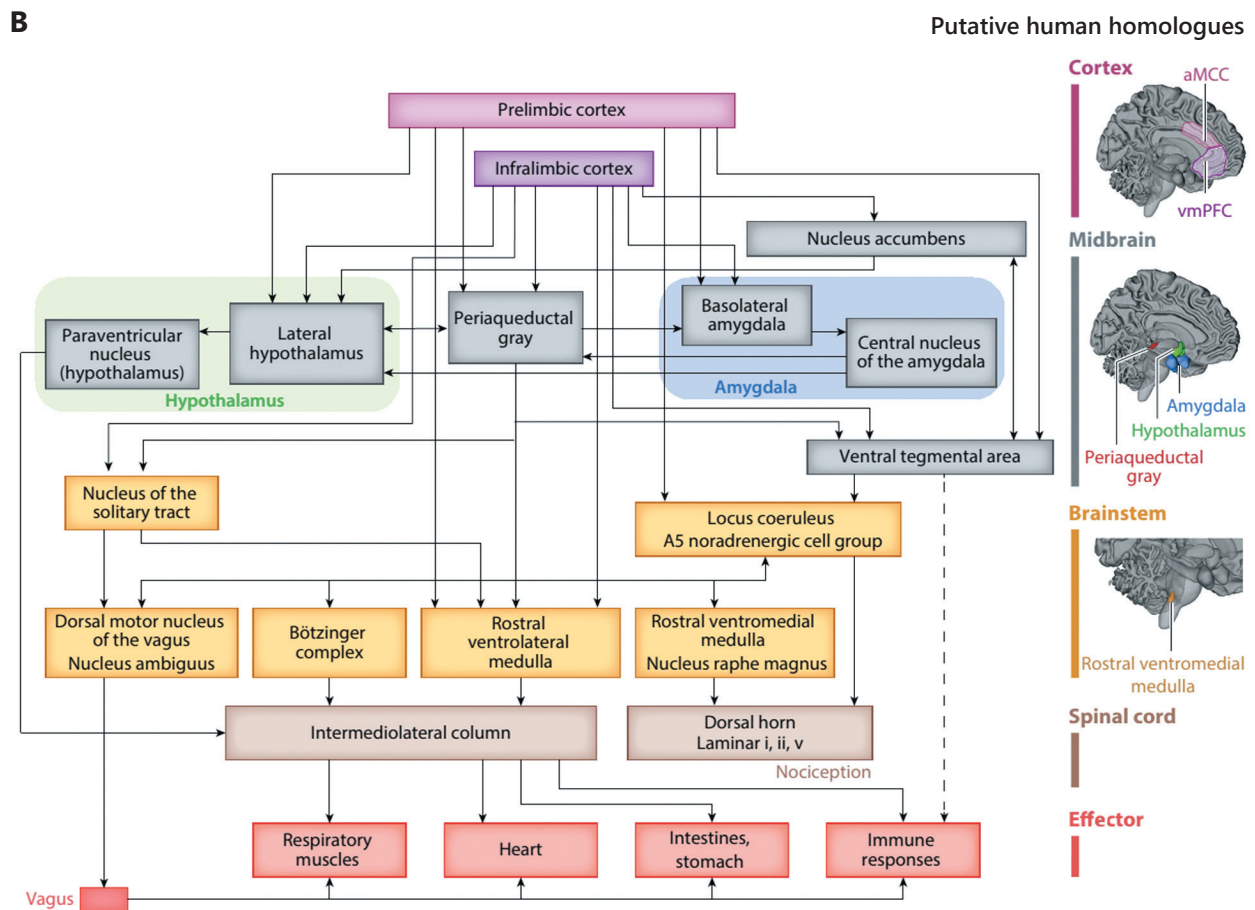 B
Putative human homologues
Cortex
aMCC
vmPFC
Prelimbic cortex
Infralimbic cortex
Nucleus accumbens
Midbrain
Basolateral
amygdala
Periaqueductal
gray
Lateral
hypothalamus
Paraventricular
nucleus
(hypothalamus)
Central nucleus
of the amygdala
Hypothalamus
Amygdala
Amygdala
Hypothalamus
Periaqueductal
gray
Ventral tegmental area
Nucleus of the
solitary tract
Locus coeruleus
A5 noradrenergic cell group
Brainstem
Dorsal motor nucleus
of the vagus
Nucleus ambiguus
Bötzinger
complex
Rostral
ventrolateral
medulla
Rostral ventromedial
medulla
Nucleus raphe magnus
Rostral ventromedial
medulla
Intermediolateral column
Dorsal horn
Laminar i, ii, v
Nociception
Spinal cord
Effector
Respiratory
muscles
Heart
Intestines,
stomach
Immune
responses
Vagus